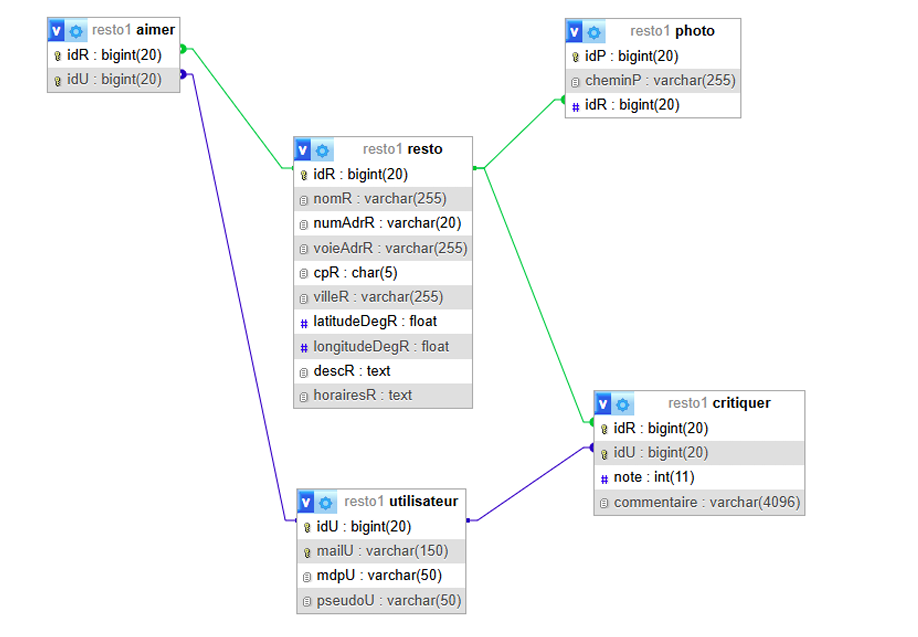 resto1 aimer
idR : bigint(20)
idU : bigint(20)
resto1 photo
idP : bigint(20)
cheminP : varchar(255)
idR : bigint(20)
resto1 resto
idR : bigint(20)
nomR : varchar(255)
numAdrR : varchar(20)
voieAdrR : varchar(255)
cpR : char(5)
villeR : varchar(255)
# latitudeDegR : float
# longitudeDegR : float
descR : text
horairesR : text
resto1 critiquer
idR : bigint(20)
idU : bigint(20)
# note : int(11)
commentaire : varchar(4096)
resto1 utilisateur
idU : bigint(20)
mailU : varchar(150)
mdpU : varchar(50)
pseudoU : varchar(50)